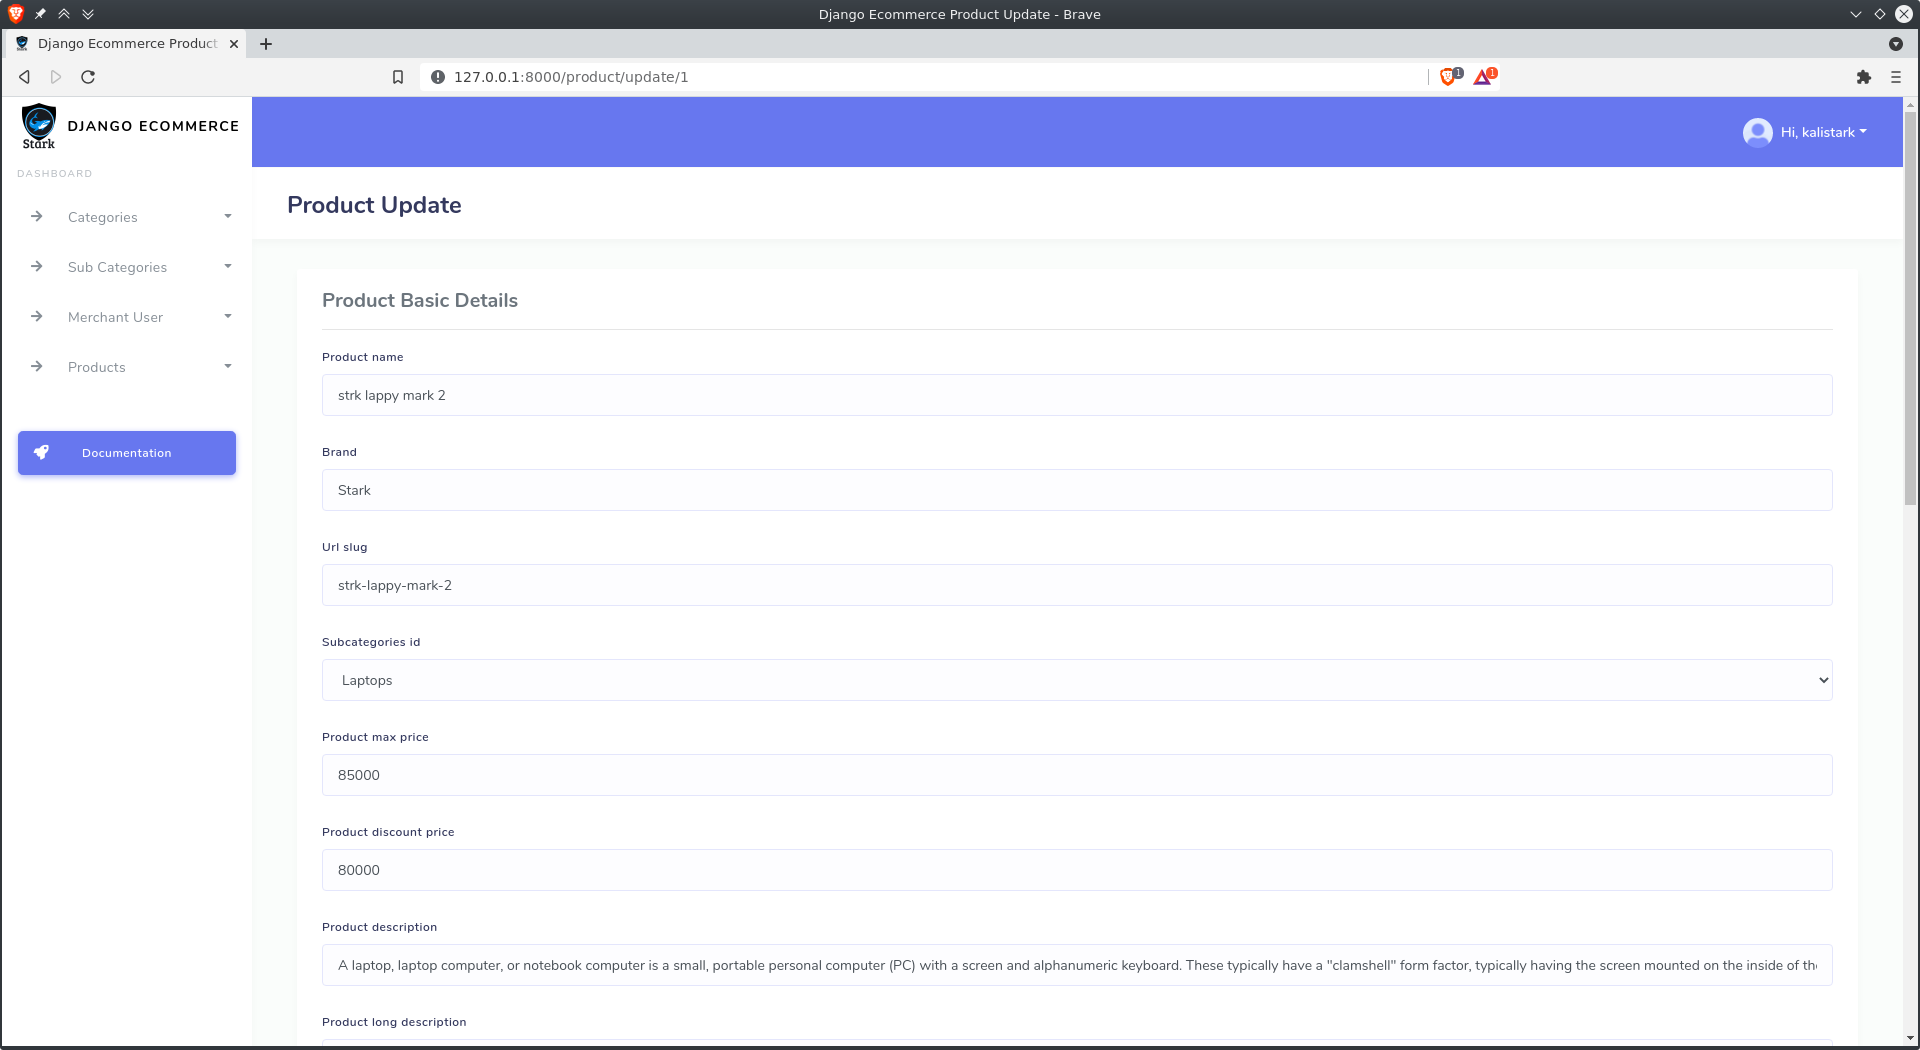 Django Ecommerce Product Update - Brave
Django Ecommerce Product
127.0.0.1:8000/product/update/1
1
1
Stark
DJANGO ECOMMERCE
Hi, kalistark
DASHBOARD
Categories
Sub Categories
Merchant User
Products
Documentation
Product Update
Product Basic Details
Product name
strk lappy mark 2
Brand
Stark
Url slug
strk-lappy-mark-2
Subcategories id
Laptops
Product max price
85000
Product discount price
80000
Product description
A laptop, laptop computer, or notebook computer is a small, portable personal computer (PC) with a screen and alphanumeric keyboard. These typically have a "clamshell" form factor, typically having the screen mounted on the inside of the
Product long description